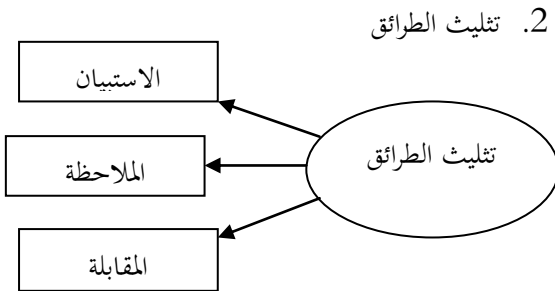 2. تثليث الطرائق
الاستبيان
تثليث الطرائق
الملاحظة
المقابلة